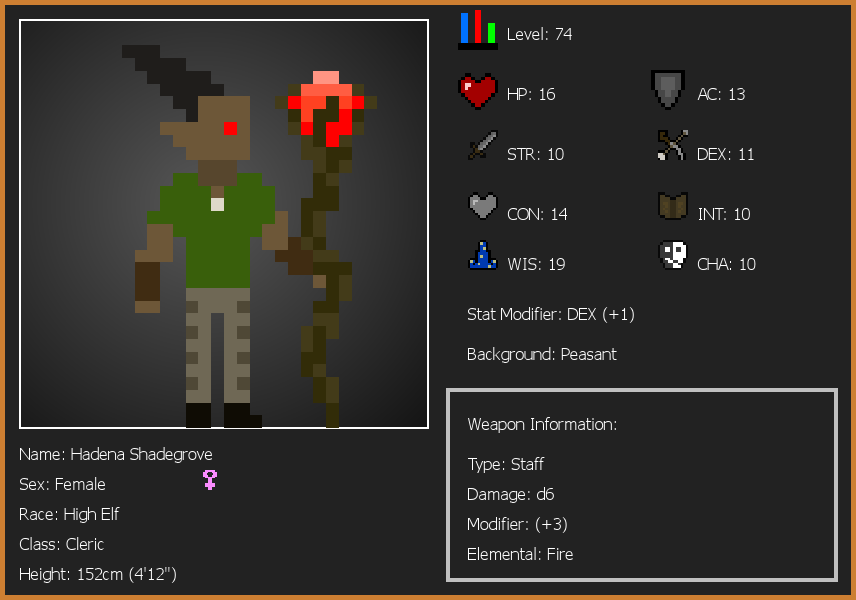 Level: 74
HP: 16
AC: 13
STR: 10
DEX: 11
CON: 14
INT: 10
WIS: 19
CHA: 10
Stat Modifier: DEX (+1)
Background: Peasant
Weapon Information:
Type: Staff
Damage: d6
Modifier: (+3)
Elemental: Fire
Name: Hadena Shadegrove
Sex: Female
Race: High Elf
Class: Cleric
Height: 152cm (4'12")